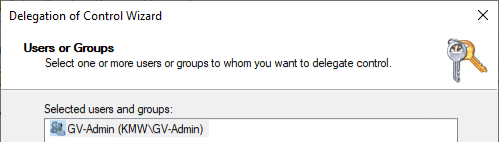 Delegation of Control Wizard
Users or Groups
Select one or more users or groups to whom you want to delegate control.
Selected users and groups:
GV-Admin (KMW\GV-Admin)